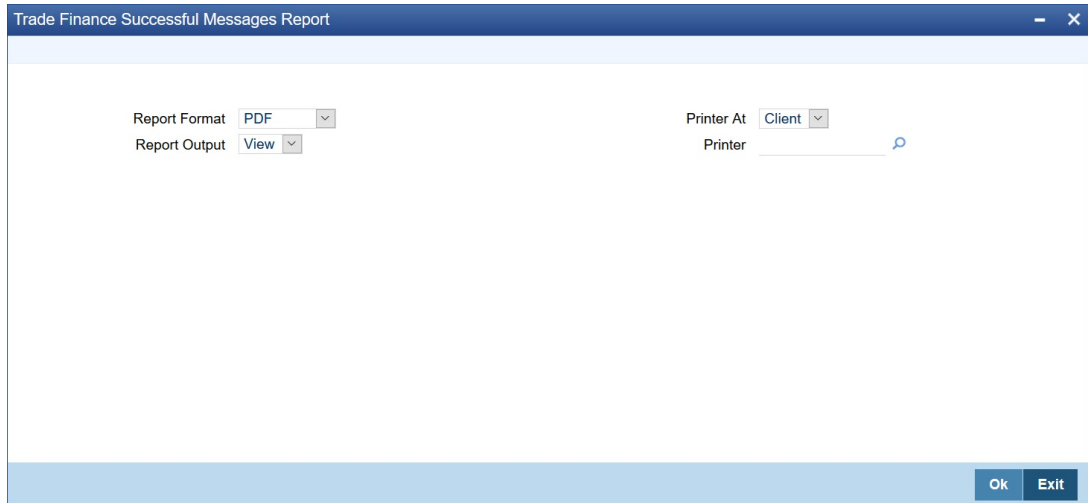 Trade Finance Successful Messages Report
Report Format PDF Printer At Client
Report Output View Printer
Ok Exit